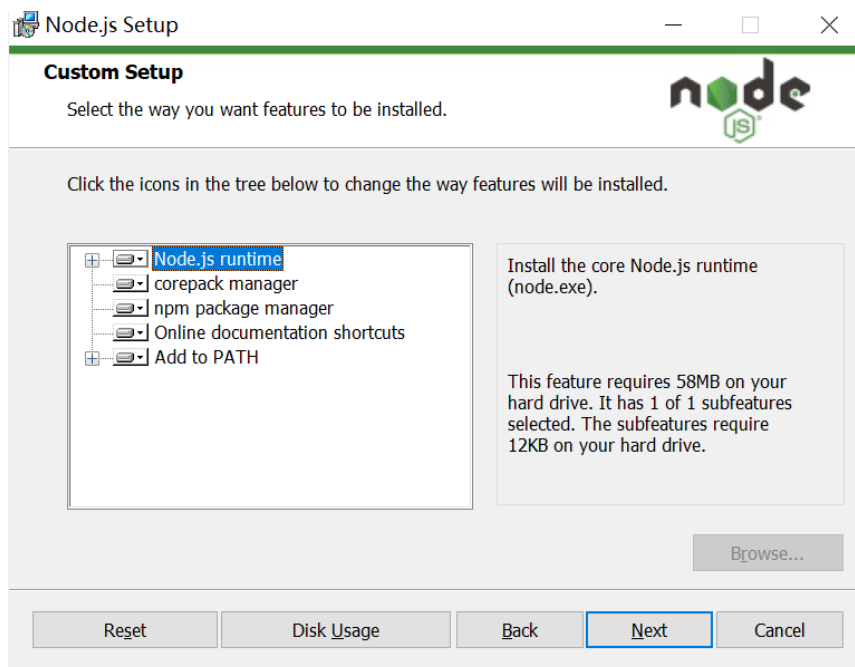 Node.js Setup
Custom Setup
Select the way you want features to be installed.
node
JS
Click the icons in the tree below to change the way features will be installed.
Node.js runtime
corepack manager
npm package manager
Online documentation shortcuts
Add to PATH
Install the core Node.js runtime
(node.exe).
This feature requires 58MB on your
hard drive. It has 1 of 1 subfeatures
selected. The subfeatures require
12KB on your hard drive.
Browse...
Reset
Disk Usage
Back
Next
Cancel